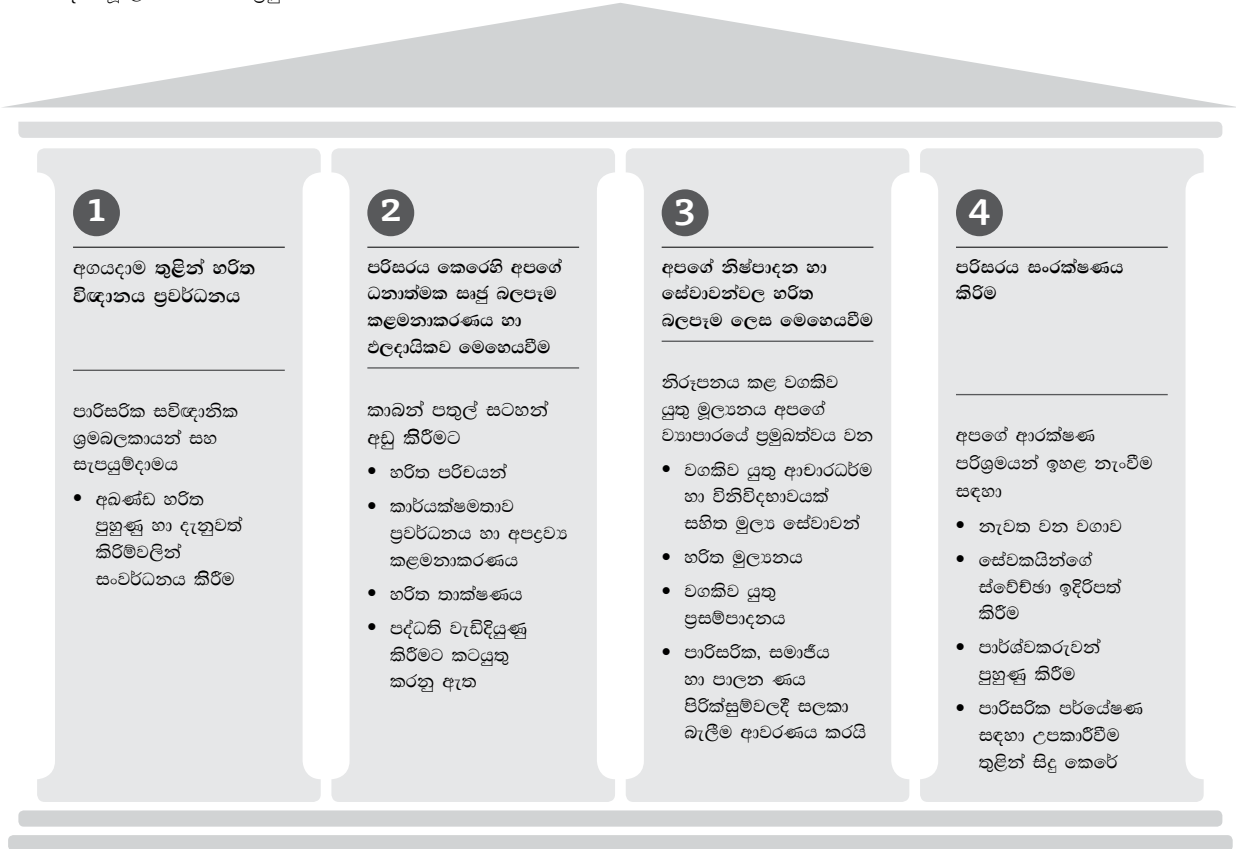 1
අගයදාම තුළින් හරිත
විඥානය ප්‍රවර්ධනය
පාරිසරික සවිඥානික
ශ්‍රමබලකායන් සහ
සැපයුම්දාමය
• අඛණ්ඩ හරිත
පුහුණු හා දැනුවත්
කිරිම්වලින්
සංවර්ධනය කිරීම
2
පරිසරය කෙරෙහි අපගේ
ධනාත්මක සෘජු බලපෑම
කළමනාකරණය හා
ඵලදායිකව මෙහෙයවීම
කාබන් පතුල් සටහන්
අඩු කිරීමට
• හරිත පරිචයන්
• කාර්යක්ෂමතාව
ප්‍රවර්ධනය හා අපද්‍රව්‍ය
කළමනාකරණය
• හරිත තාක්ෂණය
• පද්ධති වැඩිදියුණු
කිරීමට කටයුතු
කරනු ඇත
3
අපගේ නිෂ්පාදන හා
සේවාවන්වල හරිත
බලපෑම ලෙස මෙහෙයවීම
නිරූපනය කළ වගකිව
යුතු මූල්‍යනය අපගේ
ව්‍යාපාරයේ ප්‍රමුඛත්වය වන
• වගකිව යුතු ආචාරධර්ම
හා විනිවිදභාවයක්
සහිත මූල්‍ය සේවාවන්
• හරිත මූල්‍යනය
• වගකිව යුතු
ප්‍රසම්පාදනය
• පාරිසරික, සමාජීය
හා පාලන ණය
පිරික්සුම්වලදී සලකා
බැලීම ආවරණය කරයි
4
පරිසරය සංරක්ෂණය
කිරිම
අපගේ ආරක්ෂණ
පරිශ්‍රමයන් ඉහළ නැංවීම
සඳහා
• නැවත වන වගාව
• සේවකයින්ගේ
ස්වේච්ඡා ඉදිරිපත්
කිරීම
• පාර්ශ්වකරුවන්
පුහුණු කිරීම
• පාරිසරික පර්යේෂණ
සඳහා උපකාරීවීම
තුළින් සිදු කෙරේ